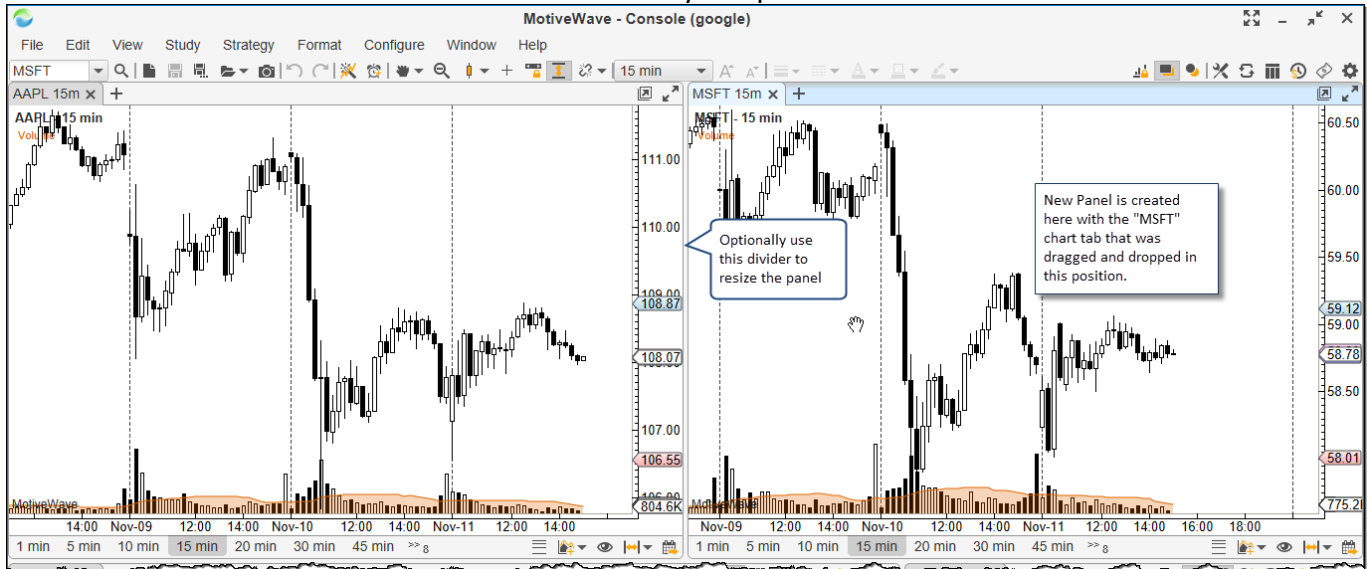 MotiveWave - Console (google)
File Edit View Study Strategy Format Configure Window Help
MSFT 15 min
AAPL 15m
MSFT 15m
AAPL - 15 min
Volume
111.00
110.00
109.00
108.87
108.07
107.00
106.55
106.00
804.6K
MotiveWave
14:00 Nov-09 12:00 14:00 Nov-10 12:00 14:00 Nov-11 12:00 14:00
1 min 5 min 10 min 15 min 20 min 30 min 45 min >> 8
Optionally use
this divider to
resize the panel
MSFT - 15 min
Volume
New Panel is created
here with the "MSFT"
chart tab that was
dragged and dropped in
this position.
60.50
60.00
59.50
59.12
59.00
58.78
58.50
58.01
775.2
MotiveWave
Nov-09 12:00 14:00 Nov-10 12:00 14:00 Nov-11 12:00 14:00 16:00 18:00
1 min 5 min 10 min 15 min 20 min 30 min 45 min >> 8